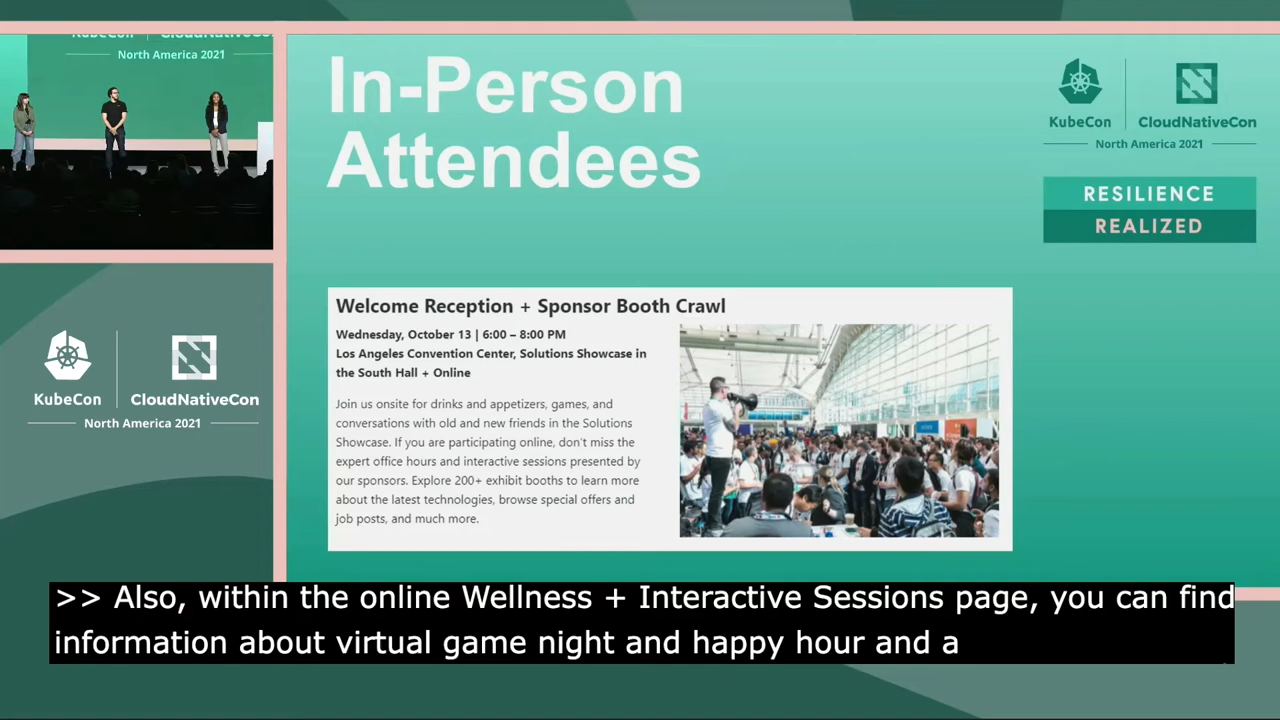 KubeCon CloudNativeCon
North America 2021
In-Person
Attendees
KubeCon CloudNativeCon
North America 2021
RESILIENCE
REALIZED
KubeCon CloudNativeCon
North America 2021
Welcome Reception + Sponsor Booth Crawl
Wednesday, October 13 | 6:00 – 8:00 PM
Los Angeles Convention Center, Solutions Showcase in
the South Hall + Online
Join us onsite for drinks and appetizers, games, and
conversations with old and new friends in the Solutions
Showcase. If you are participating online, don't miss the
expert office hours and interactive sessions presented by
our sponsors. Explore 200+ exhibit booths to learn more
about the latest technologies, browse special offers and
job posts, and much more.
>> Also, within the online Wellness + Interactive Sessions page, you can find
information about virtual game night and happy hour and a